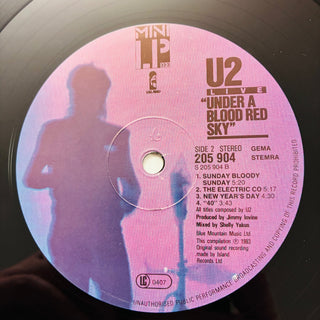 MINI
LP
U2
LIVE
"UNDER A
BLOOD RED
SKY"
SIDE 2 STEREO GEMA
205 904 STEMRA
S 205 904 B
1. SUNDAY BLOODY
SUNDAY 5:20
2. THE ELECTRIC CO 5:17
3. NEW YEAR'S DAY 4:30
4. "40" 3:43
All titles composed by U2
Produced by Jimmy Iovine
Mixed by Shelly Yakus
Blue Mountain Music Ltd.
This compilation ℗ 1983
Original sound recording
made by Island
Records Ltd
LC 0407
UNAUTHORISED PUBLIC PERFORMANCE, BROADCASTING AND COPYING OF THIS RECORD PROHIBITED